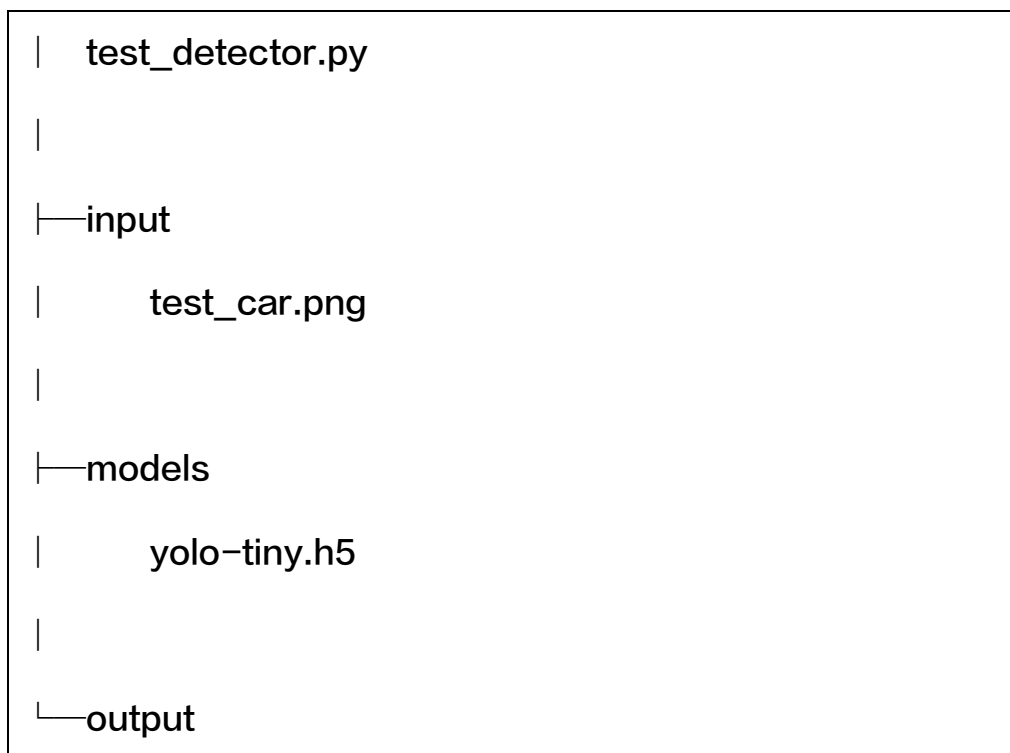 │ test_detector.py
│
├──input
│ test_car.png
│
├──models
│ yolo-tiny.h5
│
└──output